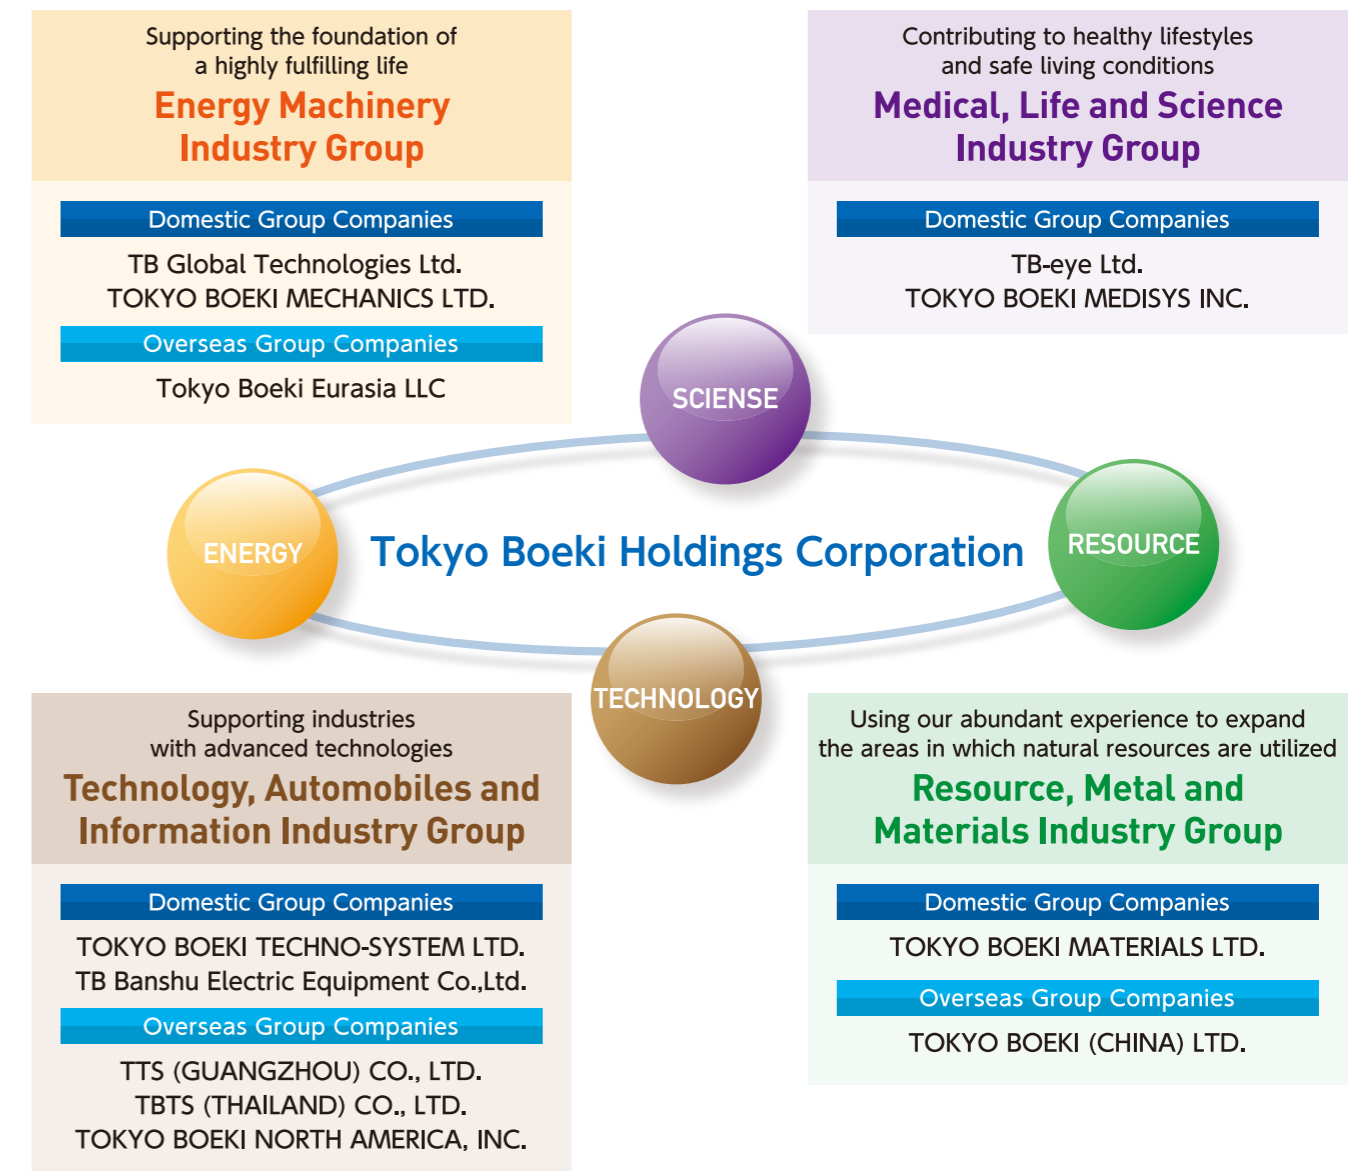 Supporting the foundation of
a highly fulfilling life
Energy Machinery
Industry Group
Domestic Group Companies
TB Global Technologies Ltd.
TOKYO BOEKI MECHANICS LTD.
Overseas Group Companies
Tokyo Boeki Eurasia LLC
Contributing to healthy lifestyles
and safe living conditions
Medical, Life and Science
Industry Group
Domestic Group Companies
TB-eye Ltd.
TOKYO BOEKI MEDISYS INC.
SCIENSE
ENERGY
Tokyo Boeki Holdings Corporation
RESOURCE
TECHNOLOGY
Supporting industries
with advanced technologies
Technology, Automobiles and
Information Industry Group
Domestic Group Companies
TOKYO BOEKI TECHNO-SYSTEM LTD.
TB Banshu Electric Equipment Co.,Ltd.
Overseas Group Companies
TTS (GUANGZHOU) CO., LTD.
TBTS (THAILAND) CO., LTD.
TOKYO BOEKI NORTH AMERICA, INC.
Using our abundant experience to expand
the areas in which natural resources are utilized
Resource, Metal and
Materials Industry Group
Domestic Group Companies
TOKYO BOEKI MATERIALS LTD.
Overseas Group Companies
TOKYO BOEKI (CHINA) LTD.